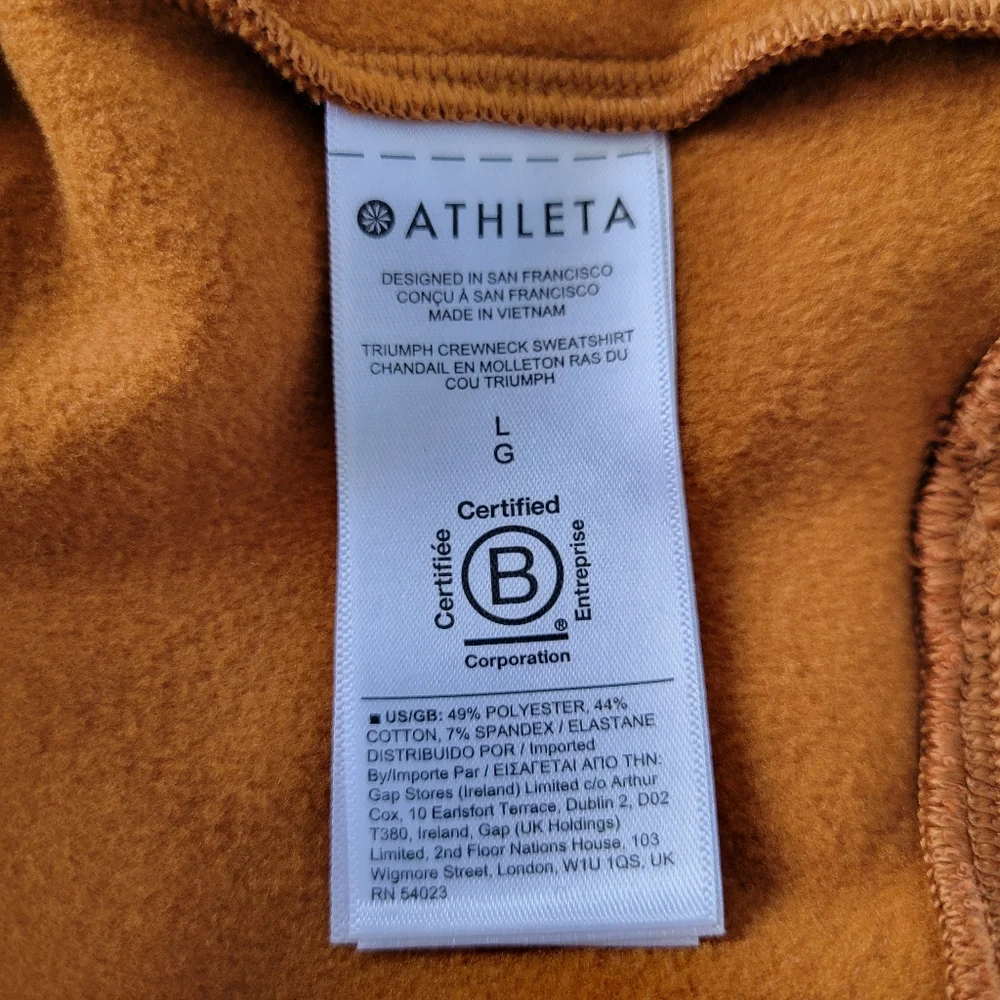 ATHLETA
DESIGNED IN SAN FRANCISCO
CONÇU À SAN FRANCISCO
MADE IN VIETNAM
TRIUMPH CREWNECK SWEATSHIRT
CHANDAIL EN MOLLETON RAS DU
COU TRIUMPH
L
G
Certified
Certifiée
B
Entreprise
®
Corporation
US/GB: 49% POLYESTER, 44%
COTTON, 7% SPANDEX / ELASTANE
DISTRIBUIDO POR / Imported
By/Importe Par / ΕΙΣΑΓΕΤΑΙ ΑΠΟ ΤΗΝ:
Gap Stores (Ireland) Limited c/o Arthur
Cox, 10 Earlsfort Terrace, Dublin 2, D02
T380, Ireland, Gap (UK Holdings)
Limited, 2nd Floor Nations House, 103
Wigmore Street, London, W1U 1QS, UK
RN 54023